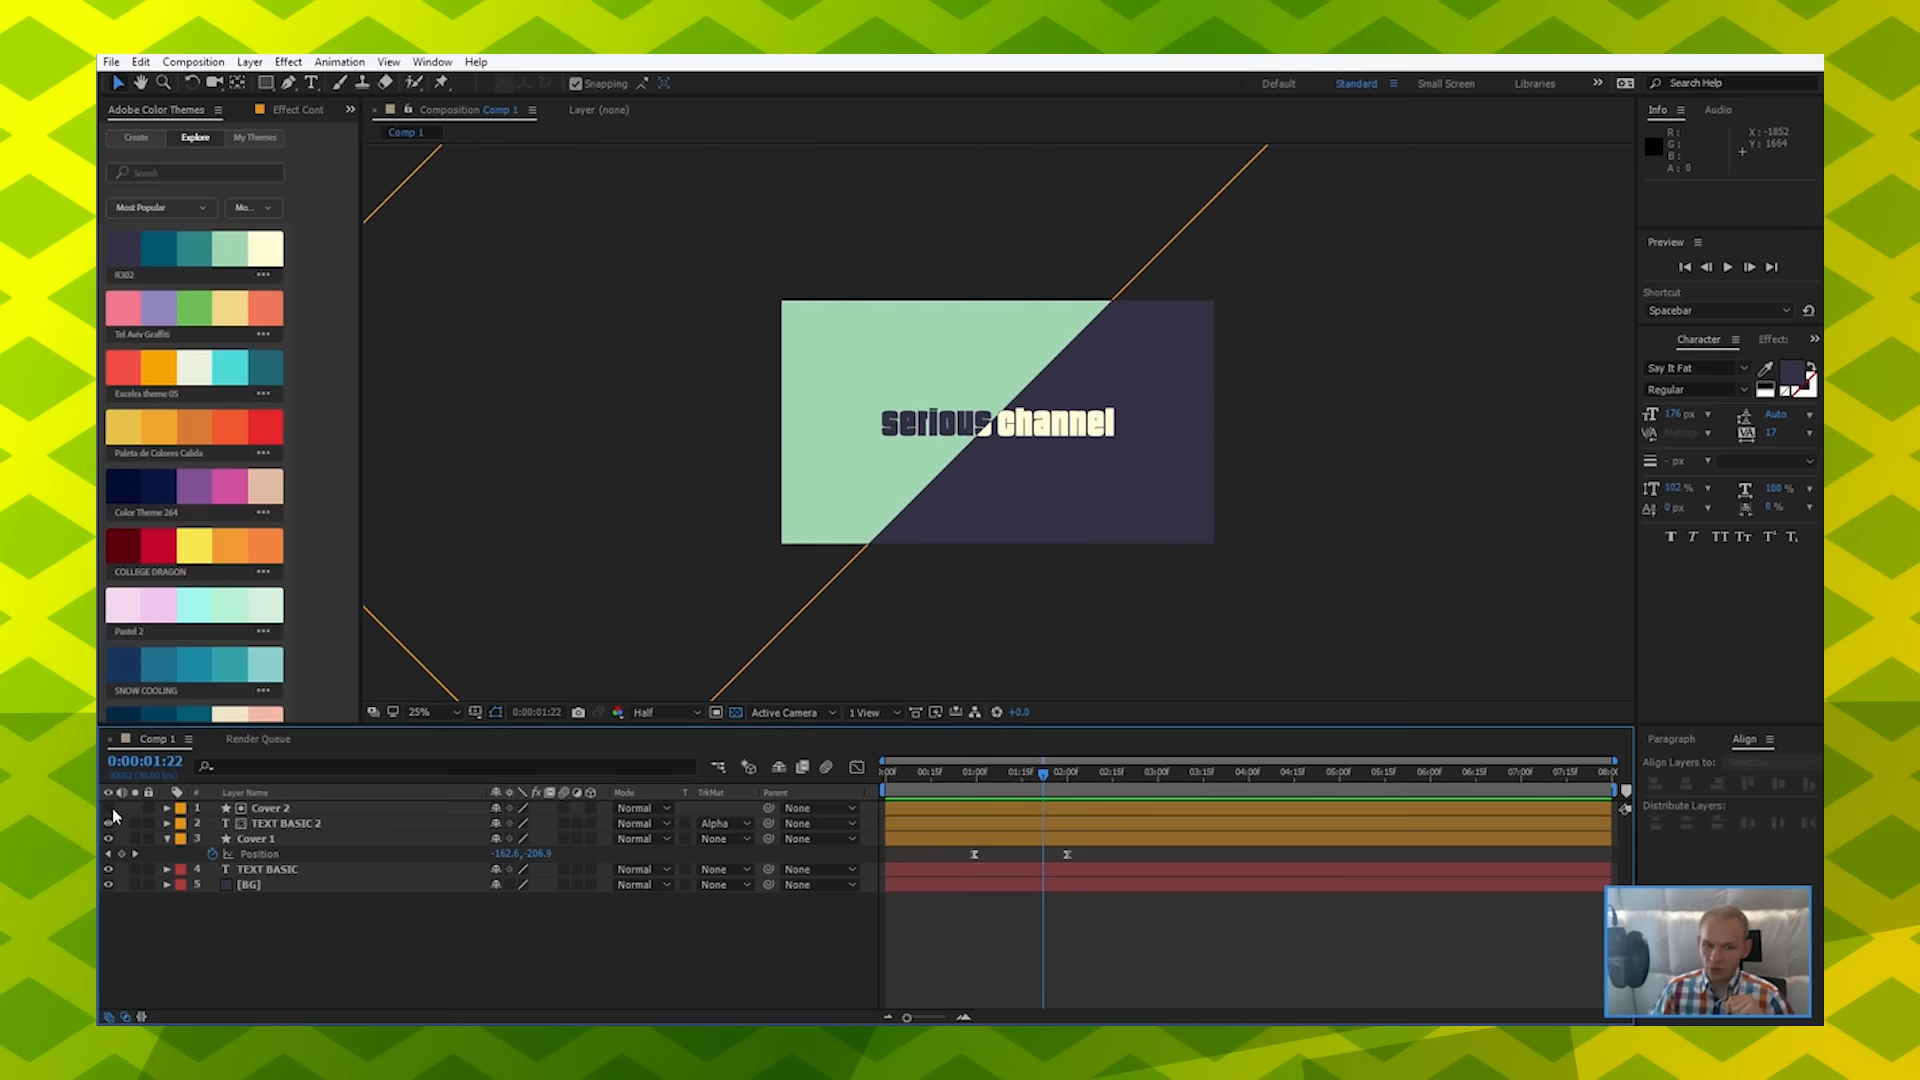 File Edit Composition Layer Effect Animation View Window Help
Snapping Default Standard Small Screen Libraries Search Help
Adobe Color Themes Effect Cont Composition Comp 1 Layer (none) Info Audio
Create Explore My Themes Comp 1
R: X: -1852
G: Y: 1664
B:
A: 0
Search
Most Popular Mo...
R302
Tel Aviv Graffiti
Excelra theme 05
Paleta de Colores Calida
Color Theme 264
COLLEGE DRAGON
Pastel 2
SNOW COOLING
serious channel
Preview
Shortcut
Spacebar
Character Effect:
Say It Fat
Regular
176 px Auto
Metrics 17
- px
102 % 100 %
0 px 0 %
25% 0:00:01:22 Half Active Camera 1 View +0.0
Comp 1 Render Queue
0:00:01:22
00052 (30.00 fps)
:00f 00:15f 01:00f 01:15f 02:00f 02:15f 03:00f 03:15f 04:00f 04:15f 05:00f 05:15f 06:00f 06:15f 07:00f 07:15f 08:00f
# Layer Name Mode T TrkMat Parent
1 Cover 2 Normal None
2 TEXT BASIC 2 Normal Alpha None
3 Cover 1 Normal None None
Position -162.6,-206.9
4 TEXT BASIC Normal None None
5 [BG] Normal None None
Paragraph Align
Align Layers to: Selection
Distribute Layers: